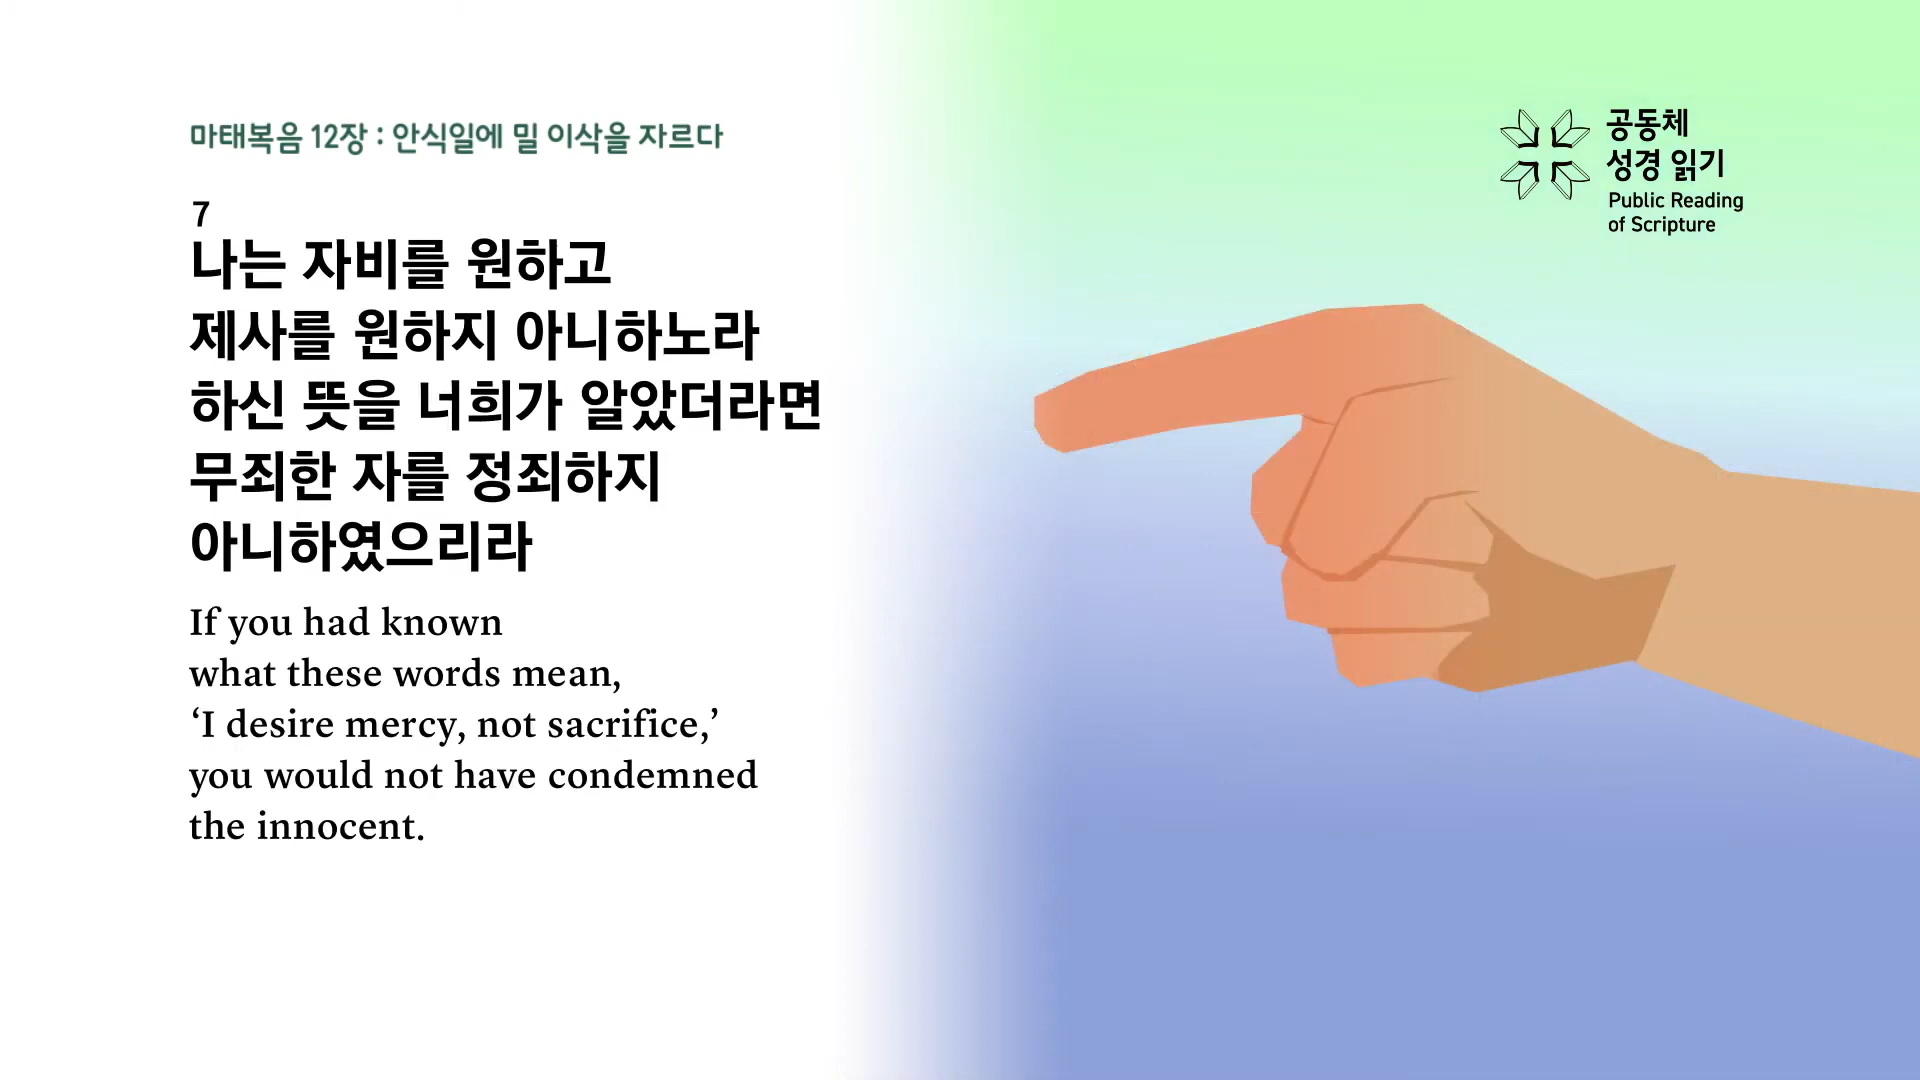 마태복음 12장 : 안식일에 밀 이삭을 자르다
7
나는 자비를 원하고
제사를 원하지 아니하노라
하신 뜻을 너희가 알았더라면
무죄한 자를 정죄하지
아니하였으리라
If you had known
what these words mean,
‘I desire mercy, not sacrifice,’
you would not have condemned
the innocent.
공동체
성경 읽기
Public Reading
of Scripture